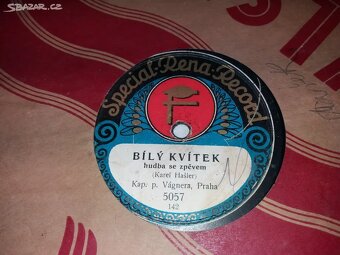 SBAZAR.CZ
Special-Rena-Record
BÍLÝ KVÍTEK
hudba se zpěvem
(Karel Hašler)
Kap. p. Vágnera, Praha
5057
142